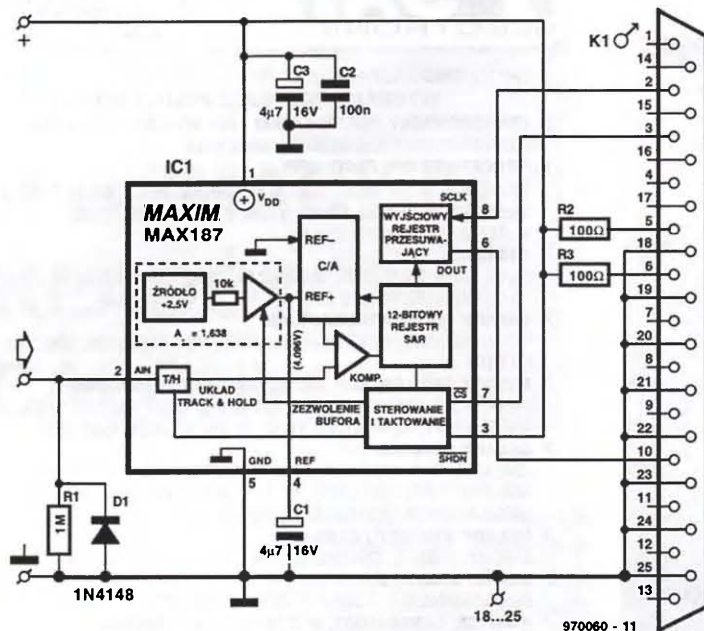 +
C3
C2
4μ7
16V
100n
K1
1
14
2
15
3
16
4
17
5
18
6
19
7
20
8
21
9
22
10
23
11
24
12
25
13
IC1
1
VDD
MAXIM
MAX187
REF–
C/A
REF+
ŹRÓDŁO
+2,5V
10k
A = 1,638
(4,096V)
SCLK
8
WYJŚCIOWY
REJESTR
PRZESUWA-
JĄCY
6
DOUT
12-BITOWY
REJESTR
SAR
KOMP.
2
AIN
T/H
UKŁAD
TRACK & HOLD
ZEZWOLENIE
BUFORA
CS
7
STEROWANIE
I TAKTOWANIE
3
SHDN
GND
REF
5
4
R2
100Ω
R3
100Ω
R1
1M
D1
1N4148
C1
4μ7
16V
18...25
970060 - 11